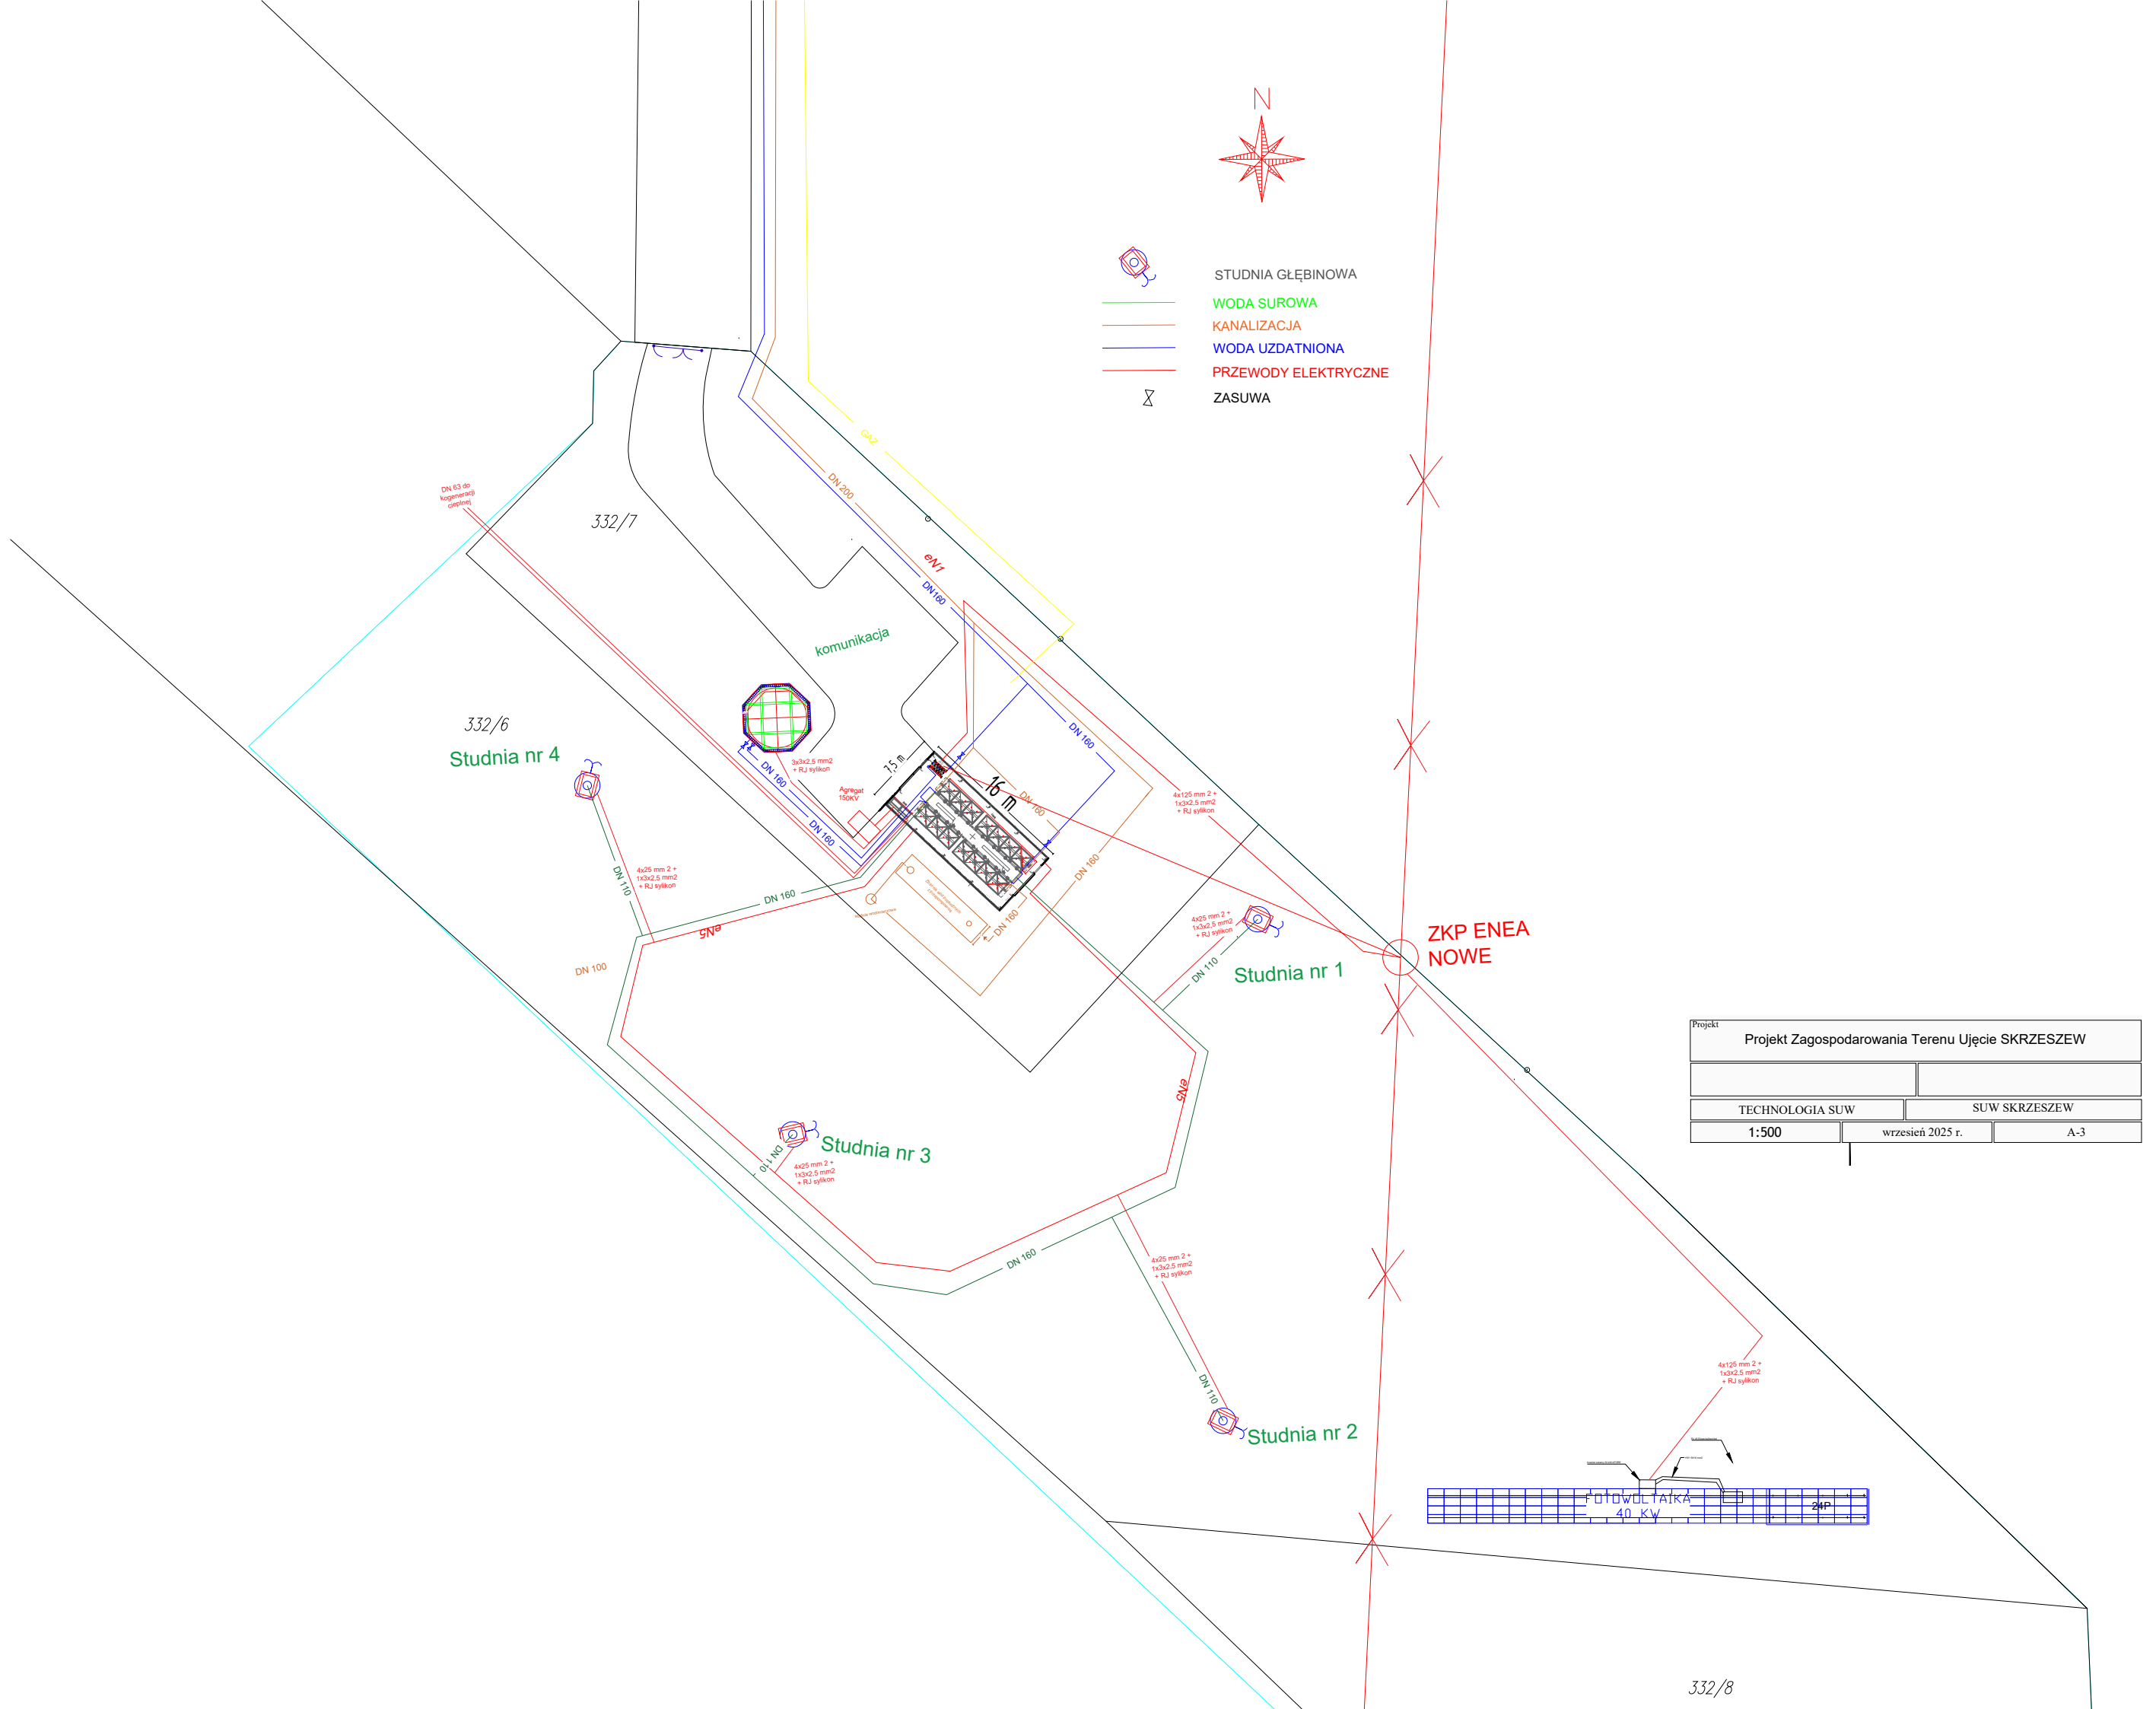 N
STUDNIA GŁĘBINOWA
WODA SUROWA
KANALIZACJA
WODA UZDATNIONA
PRZEWODY ELEKTRYCZNE
ZASUWA
GAZ
DN 200
DN 63 do
kogeneracji
cieplnej
332/7
eN1
DN160
komunikacja
332/6
Studnia nr 4
DN 160
3x3x2,5 mm2
+ RJ sylikon
7,5 m
DN 160
Agregat
150KV
16 m
DN 160
4x125 mm 2 +
1x3x2,5 mm2
+ RJ sylikon
DN 160
DN 160
DN 110
4x25 mm 2 +
1x3x2,5 mm2
+ RJ sylikon
DN 160
eN5
DN 100
DN 160
4x25 mm 2 +
1x3x2,5 mm2
+ RJ sylikon
DN 110
Studnia nr 1
ZKP ENEA
NOWE
eN5
Studnia nr 3
DN 110
4x25 mm 2 +
1x3x2,5 mm2
+ RJ sylikon
DN 160
4x25 mm 2 +
1x3x2,5 mm2
+ RJ sylikon
DN 110
Studnia nr 2
Projekt
Projekt Zagospodarowania Terenu Ujęcie SKRZESZEW
TECHNOLOGIA SUW
SUW SKRZESZEW
1:500
wrzesień 2025 r.
A-3
4x125 mm 2 +
1x3x2,5 mm2
+ RJ sylikon
FOTOWOLTAIKA
40 KW
24P
332/8